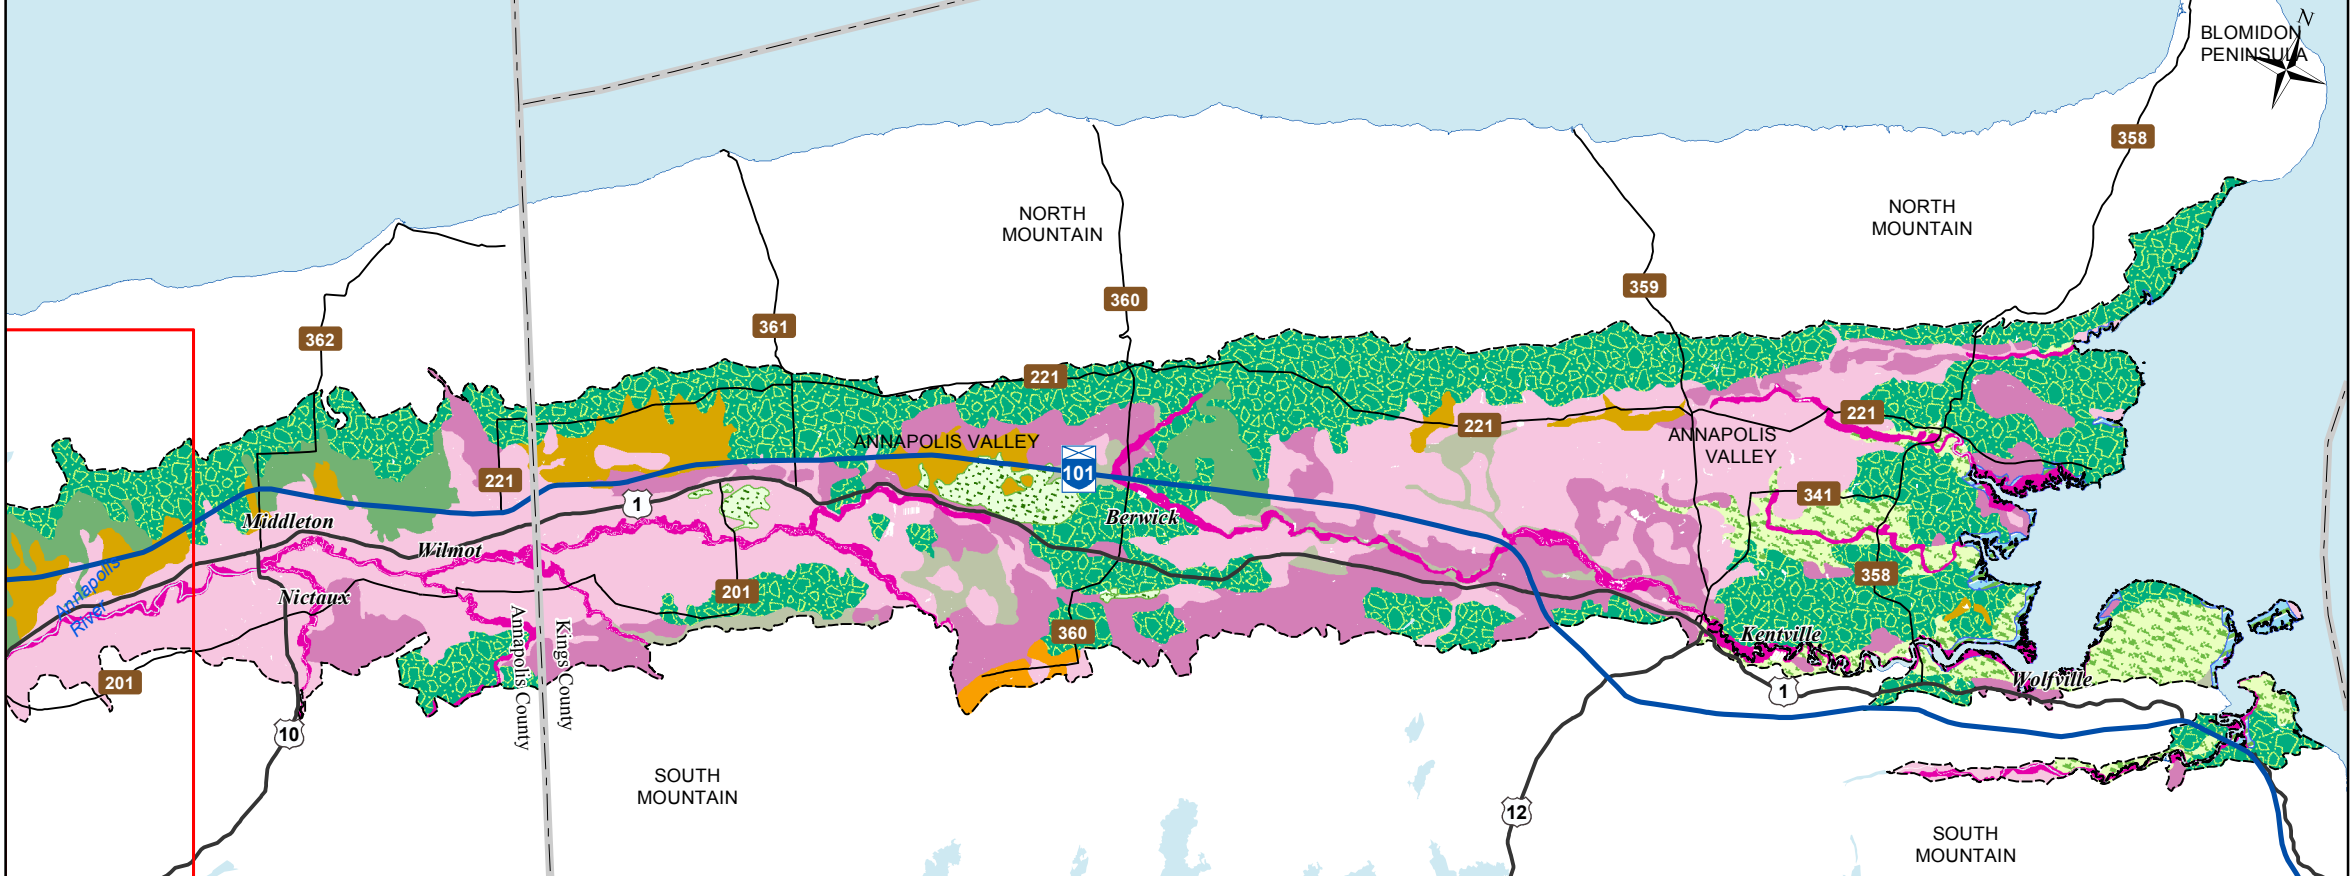 N
BLOMIDON
PENINSULA
358
NORTH
MOUNTAIN
NORTH
MOUNTAIN
359
360
361
362
221
221
221
221
ANNAPOLIS VALLEY
ANNAPOLIS
VALLEY
101
341
1
Middleton
Berwick
Wilmot
358
Annapolis
River
Nictaux
201
360
Annapolis County
Kings County
Kentville
201
Wolfville
1
10
SOUTH
MOUNTAIN
12
SOUTH
MOUNTAIN